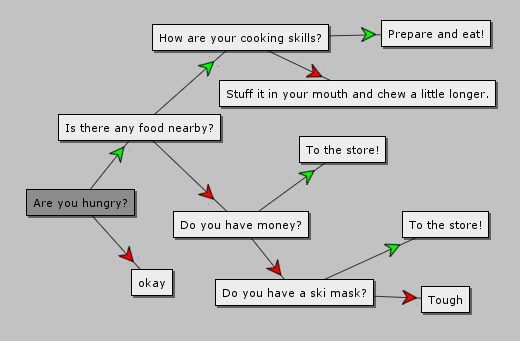 How are your cooking skills?
Prepare and eat!
Stuff it in your mouth and chew a little longer.
Is there any food nearby?
To the store!
Are you hungry?
Do you have money?
To the store!
okay
Do you have a ski mask?
Tough